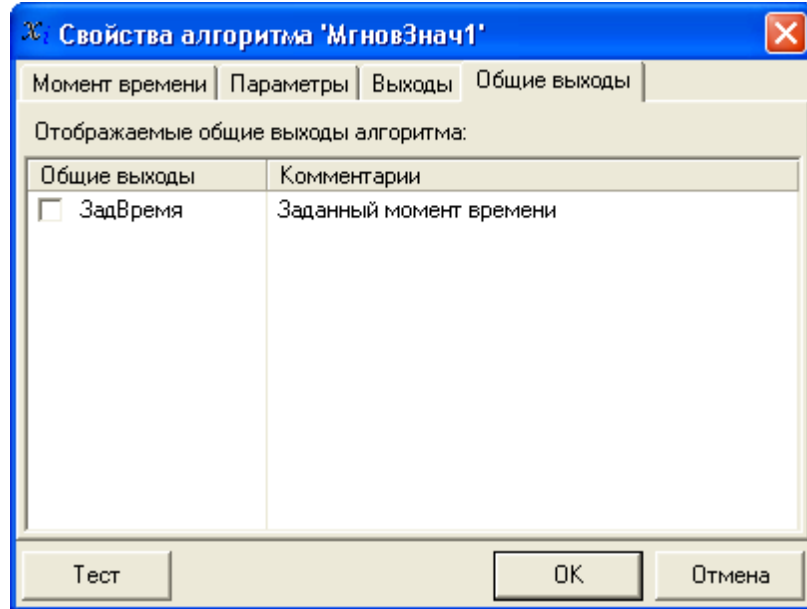 Xi Свойства алгоритма 'МгновЗнач1'
Момент времени Параметры Выходы Общие выходы
Отображаемые общие выходы алгоритма:
Общие выходы Комментарии
ЗадВремя Заданный момент времени
Тест OK Отмена